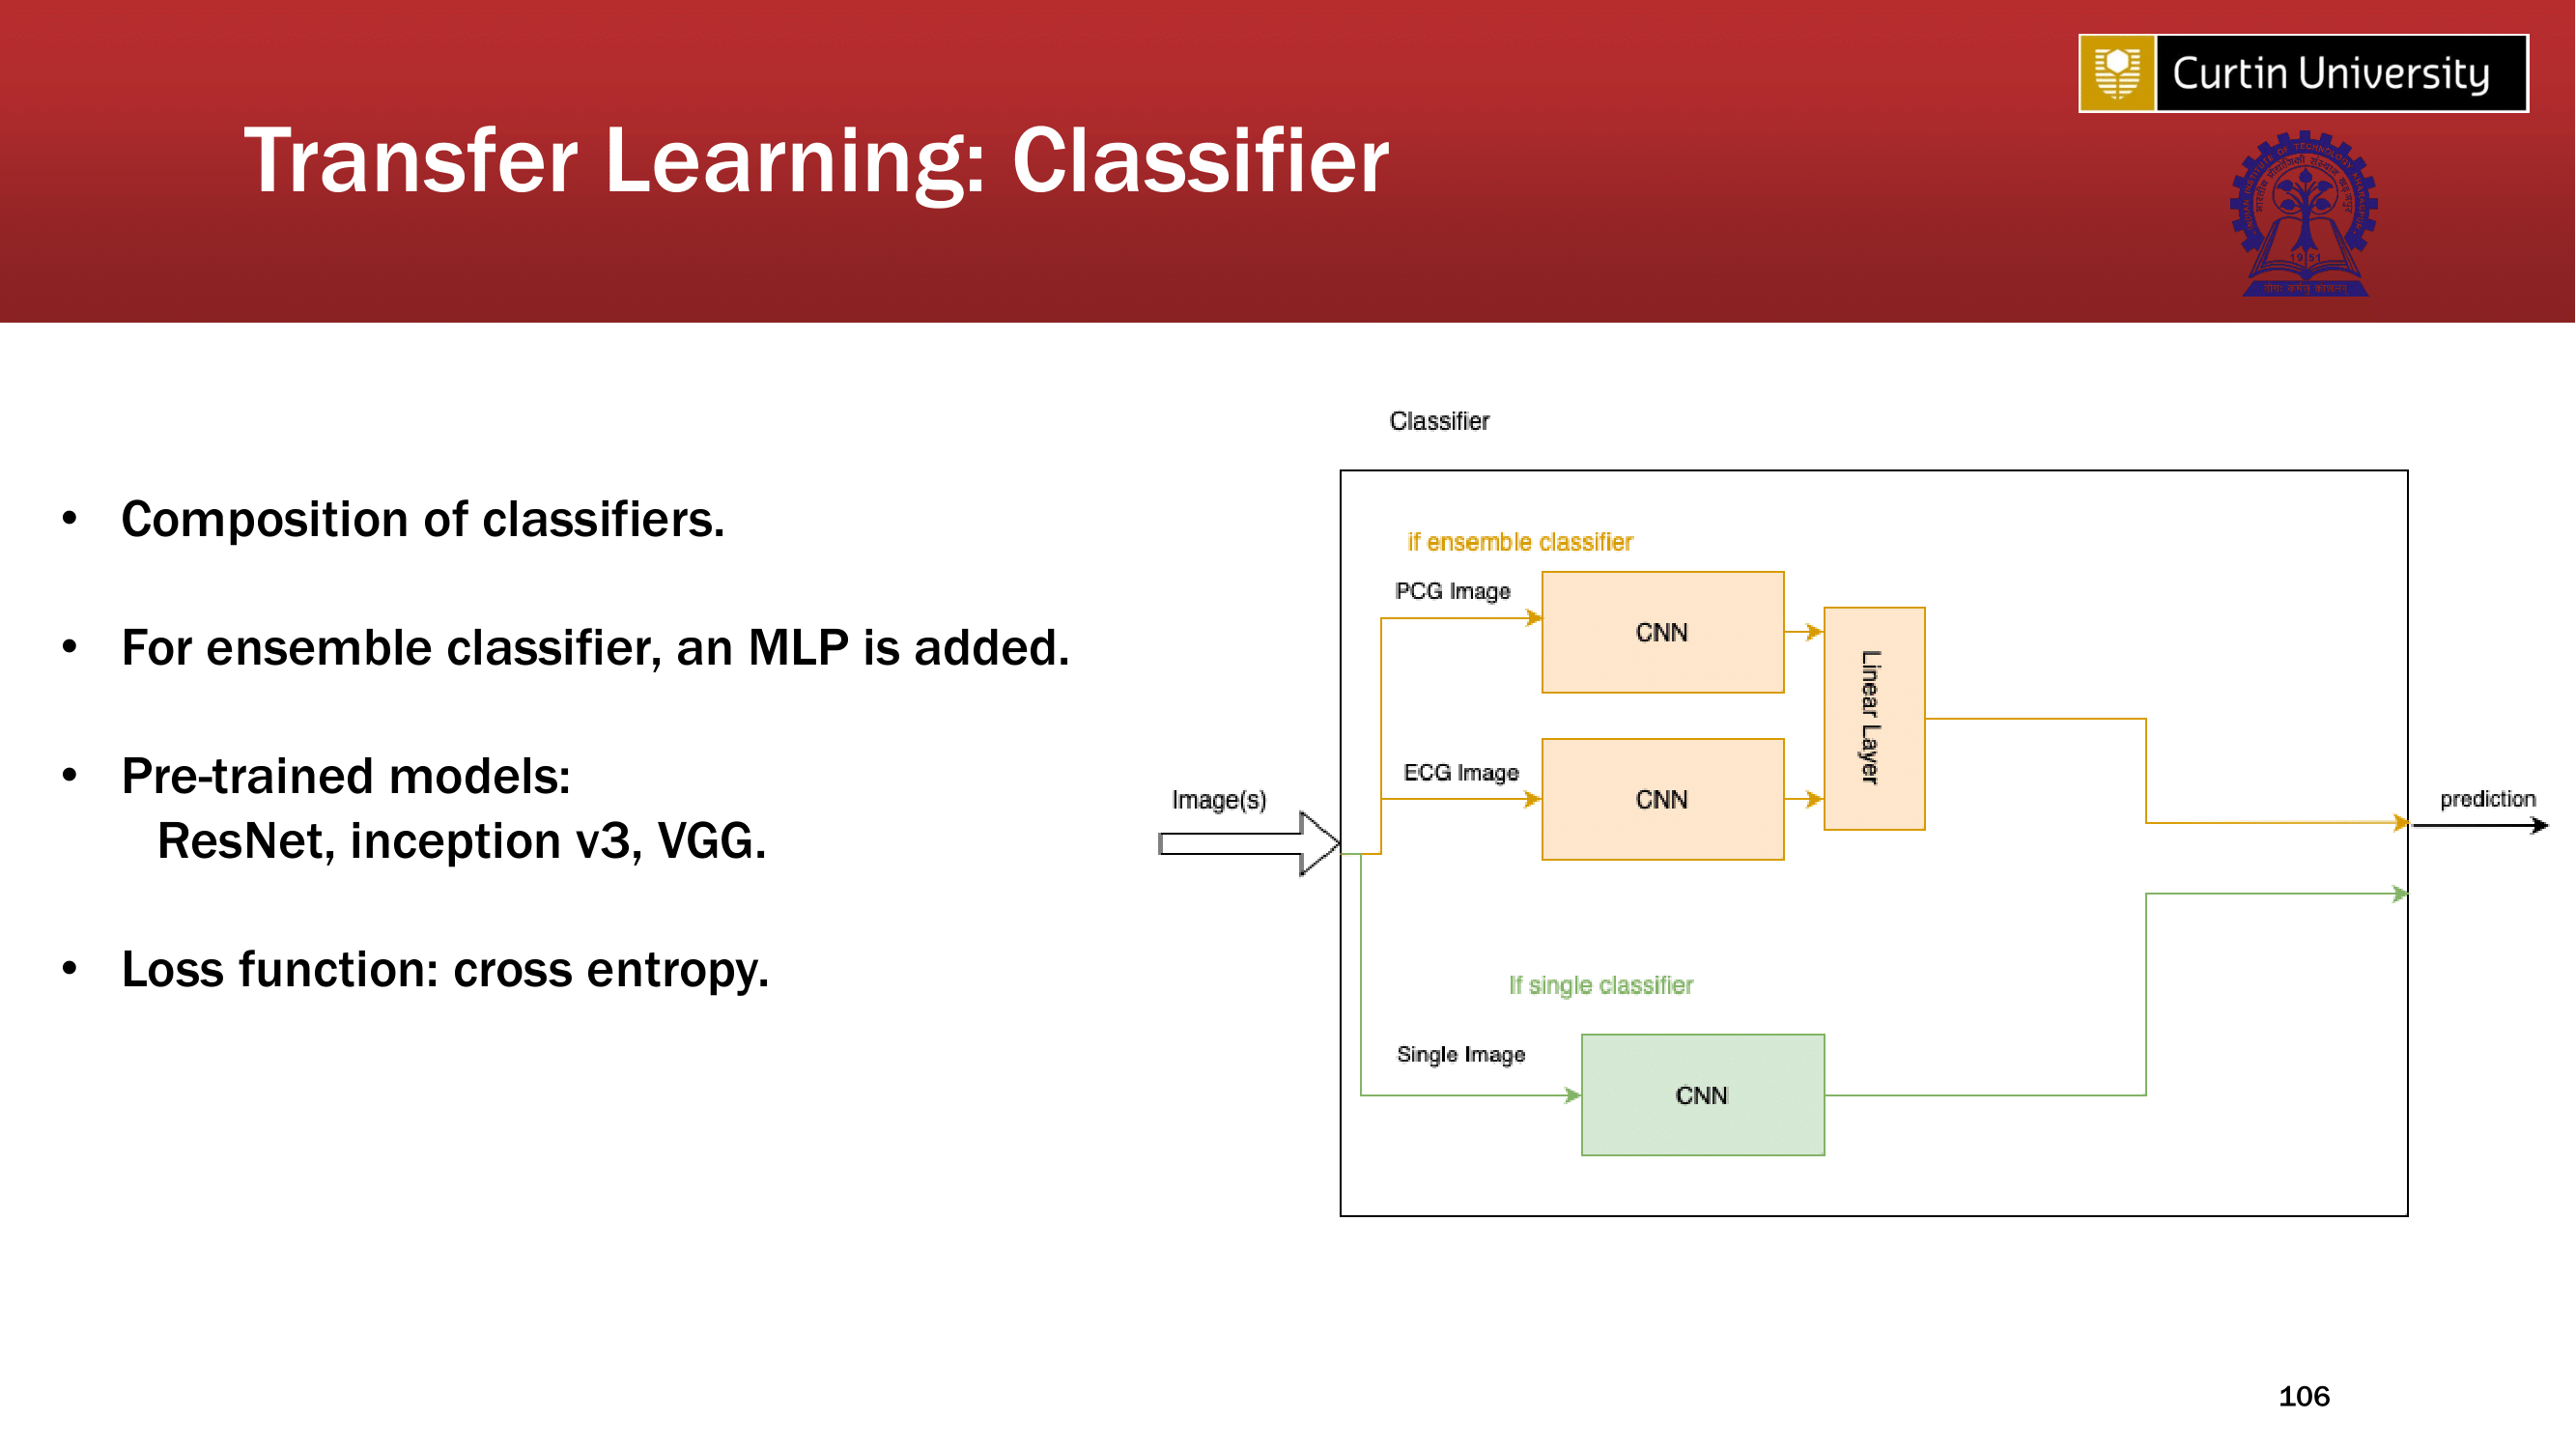 Curtin University
Transfer Learning: Classifier
1951
• Composition of classifiers.
• For ensemble classifier, an MLP is added.
• Pre-trained models:
ResNet, inception v3, VGG.
• Loss function: cross entropy.
Classifier
if ensemble classifier
PCG Image
CNN
Linear Layer
ECG Image
CNN
Image(s)
prediction
If single classifier
Single Image
CNN
106